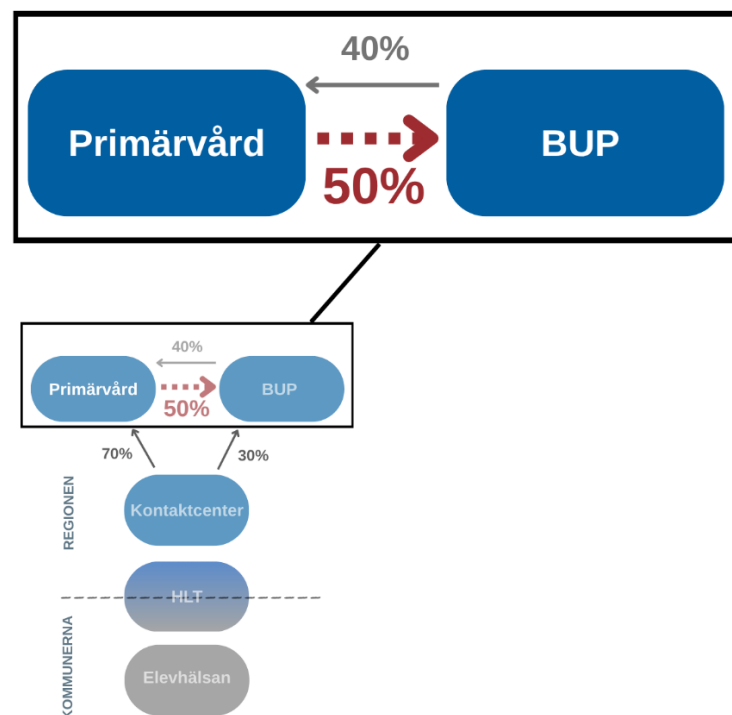 40%
Primärvård
BUP
50%
40%
Primärvård
BUP
50%
70%
30%
Kontaktcenter
REGIONEN
HLT
KOMMUNERNA
Elevhälsan